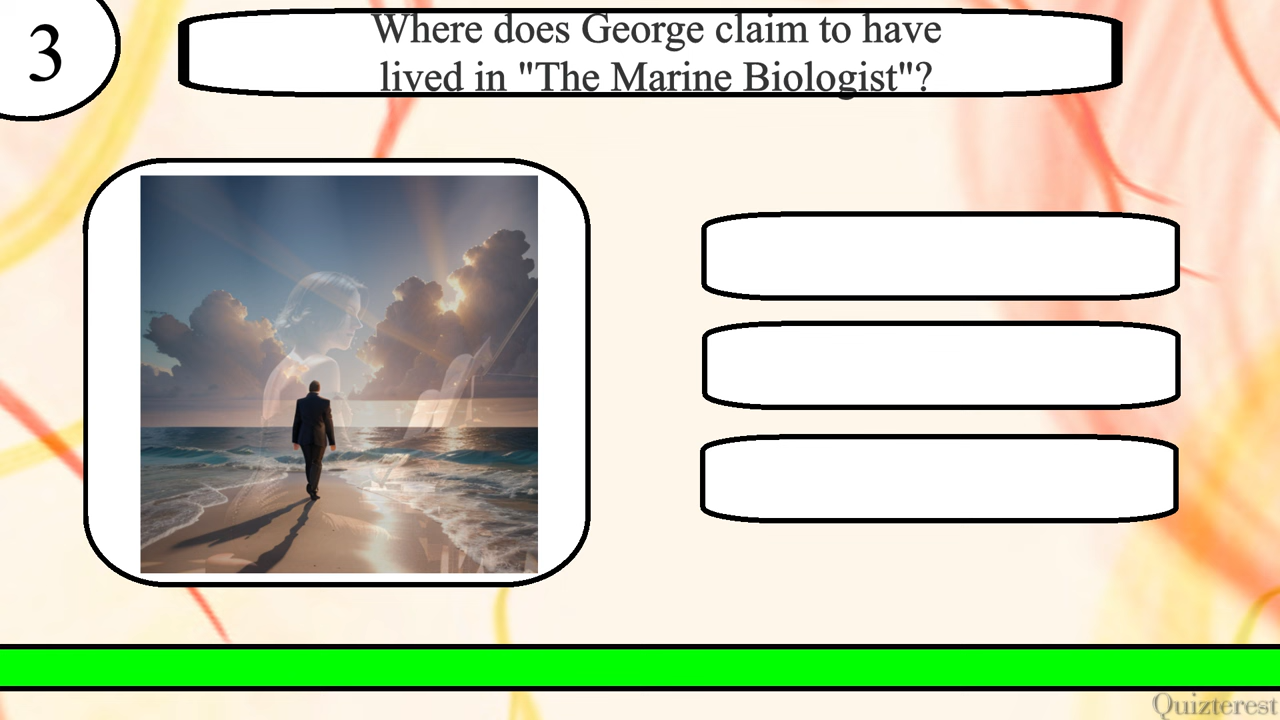 3
Where does George claim to have
lived in "The Marine Biologist"?
Quizterest